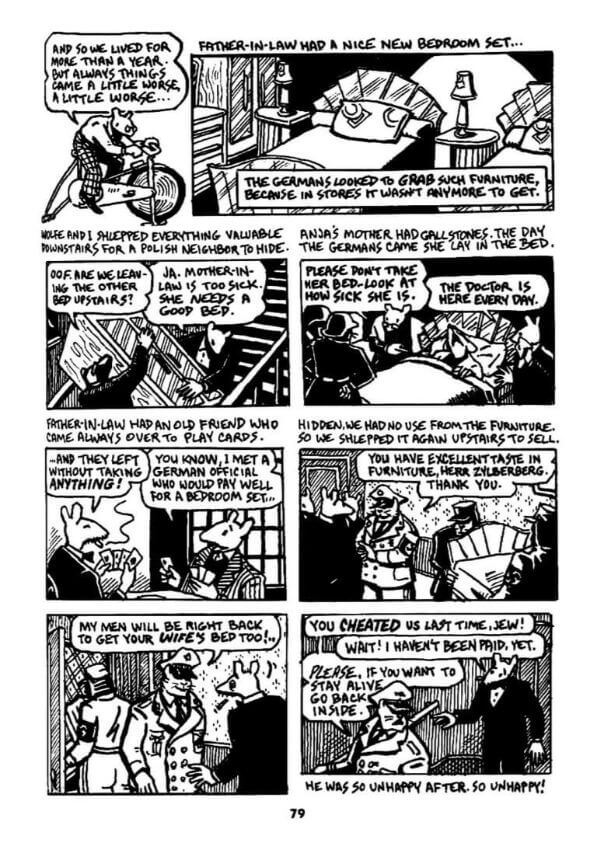 AND SO WE LIVED FOR
MORE THAN A YEAR.
BUT ALWAYS THINGS
CAME A LITTLE WORSE,
A LITTLE WORSE...
FATHER-IN-LAW HAD A NICE NEW BEDROOM SET...
THE GERMANS LOOKED TO GRAB SUCH FURNITURE,
BECAUSE IN STORES IT WASN'T ANYMORE TO GET.
WOLFE AND I SHLEPPED EVERYTHING VALUABLE
DOWNSTAIRS FOR A POLISH NEIGHBOR TO HIDE.
OOF. ARE WE LEAV-
ING THE OTHER
BED UPSTAIRS?
JA. MOTHER-IN-
LAW IS TOO SICK.
SHE NEEDS A
GOOD BED.
ANJA'S MOTHER HAD GALLSTONES. THE DAY
THE GERMANS CAME SHE LAY IN THE BED.
PLEASE DON'T TAKE
HER BED-LOOK AT
HOW SICK SHE IS.
THE DOCTOR IS
HERE EVERY DAY.
FATHER-IN-LAW HAD AN OLD FRIEND WHO
CAME ALWAYS OVER TO PLAY CARDS.
...AND THEY LEFT
WITHOUT TAKING
ANYTHING!
YOU KNOW, I MET A
GERMAN OFFICIAL
WHO WOULD PAY WELL
FOR A BEDROOM SET...
HIDDEN, WE HAD NO USE FROM THE FURNITURE.
SO WE SHLEPPED IT AGAIN UPSTAIRS TO SELL.
YOU HAVE EXCELLENT TASTE IN
FURNITURE, HERR ZYLBERBERG.
THANK YOU.
MY MEN WILL BE RIGHT BACK
TO GET YOUR WIFE'S BED TOO!..
YOU CHEATED US LAST TIME, JEW!
WAIT! I HAVEN'T BEEN PAID, YET.
PLEASE, IF YOU WANT TO
STAY ALIVE
GO BACK
INSIDE.
HE WAS SO UNHAPPY AFTER. SO UNHAPPY!
79